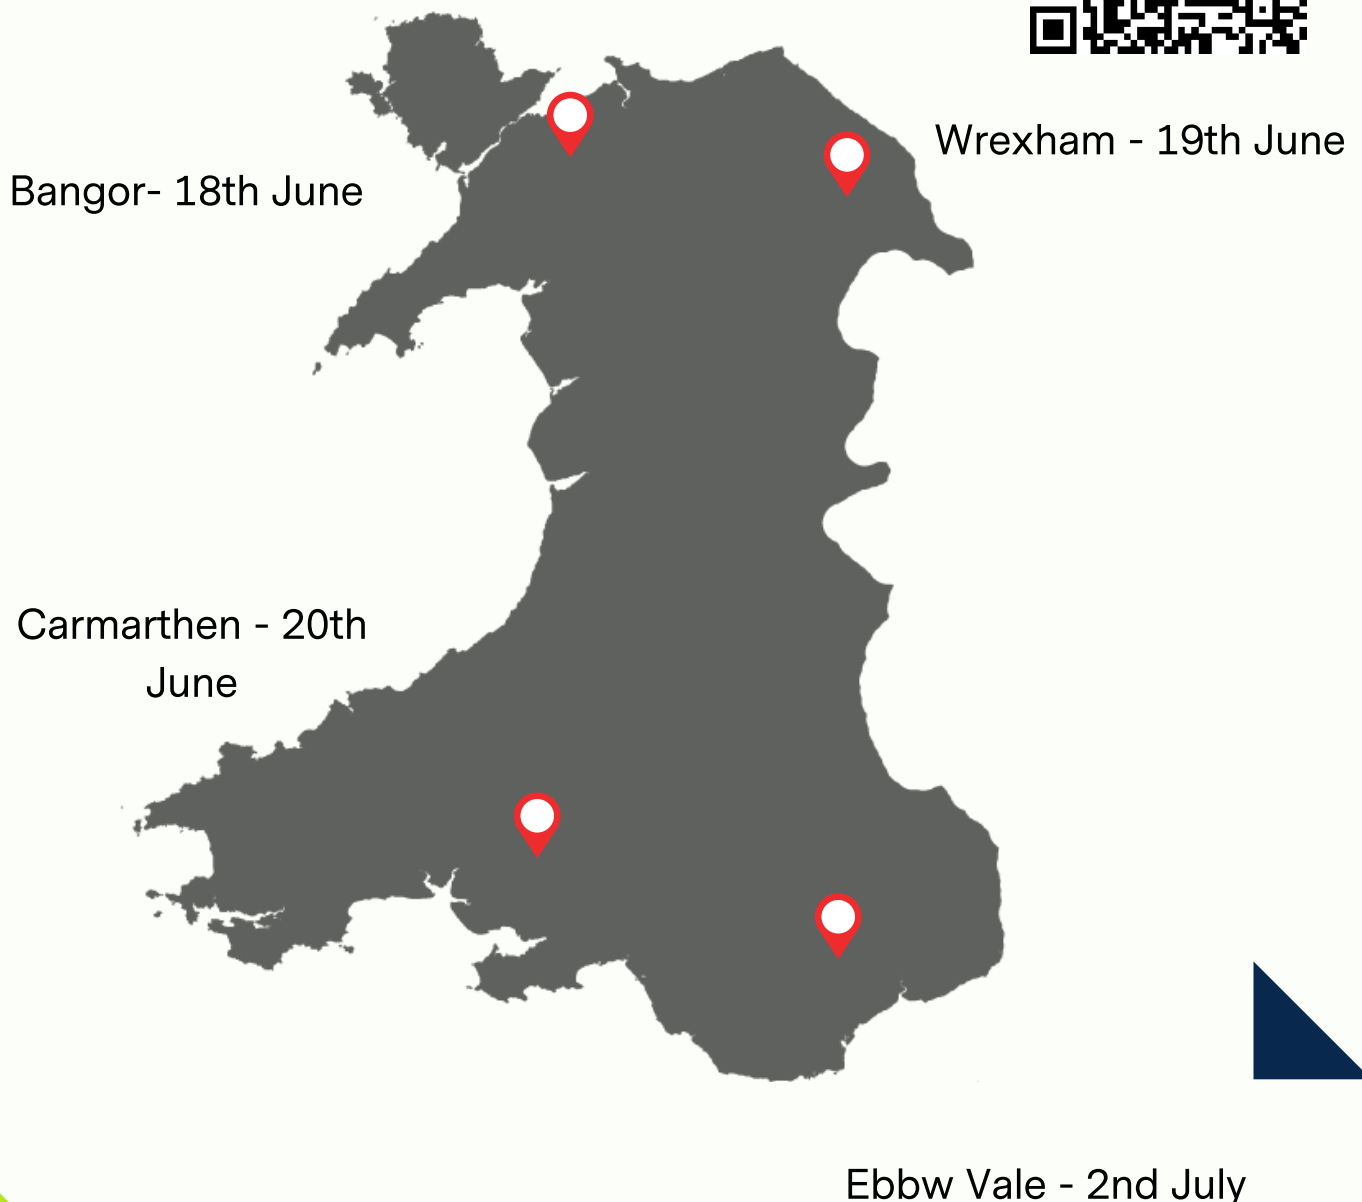 Wrexham - 19th June
Bangor- 18th June
Carmarthen - 20th
June
Ebbw Vale - 2nd July